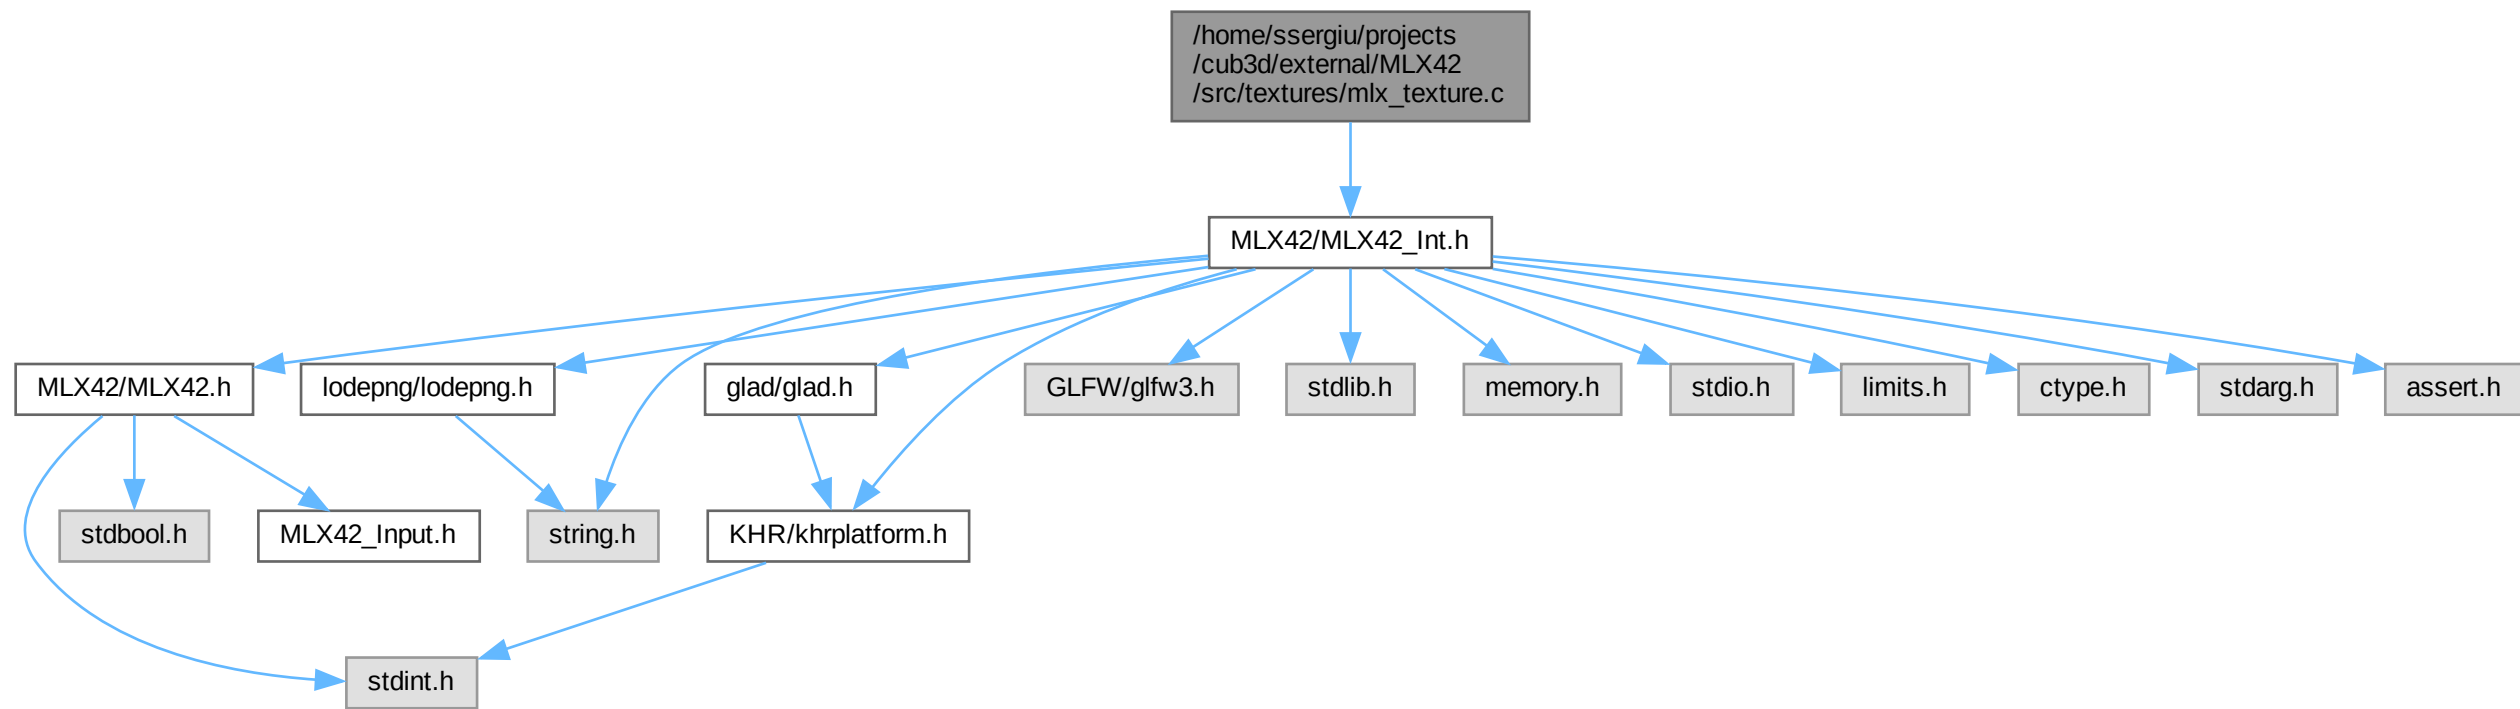 /home/ssergiu/projects
/cub3d/external/MLX42
/src/textures/mlx_texture.c
MLX42/MLX42_Int.h
MLX42/MLX42.h
lodepng/lodepng.h
glad/glad.h
GLFW/glfw3.h
stdlib.h
memory.h
stdio.h
limits.h
ctype.h
stdarg.h
assert.h
stdbool.h
MLX42_Input.h
string.h
KHR/khrplatform.h
stdint.h